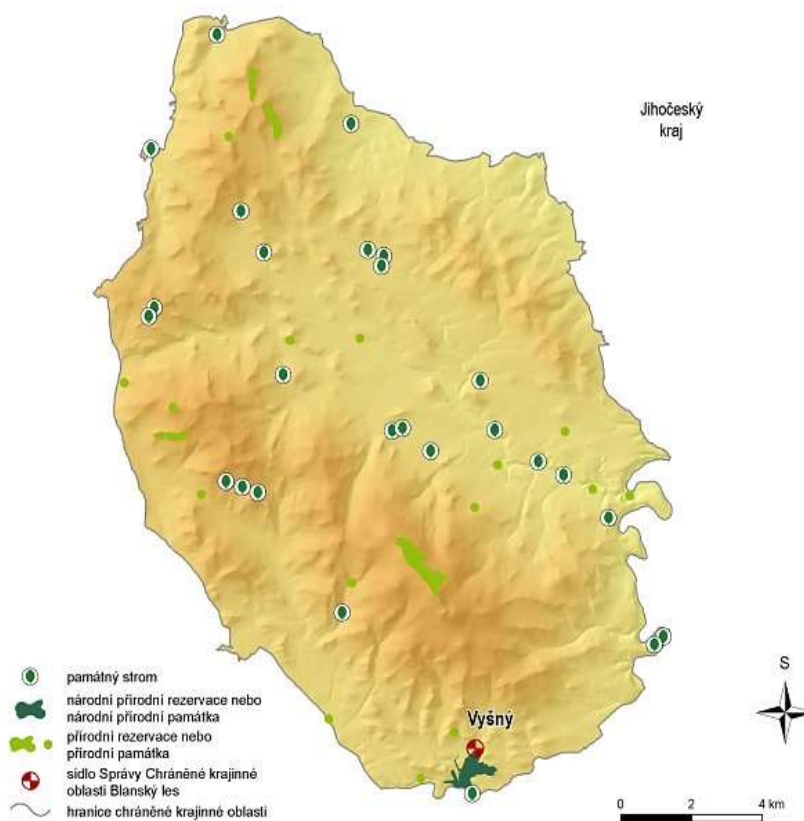 Jihočeský
kraj
S
Vyšný
památný strom
národní přírodní rezervace nebo
národní přírodní památka
přírodní rezervace nebo
přírodní památka
sídlo Správy Chráněné krajinné
oblasti Blanský les
hranice chráněné krajinné oblasti
0 2 4 km